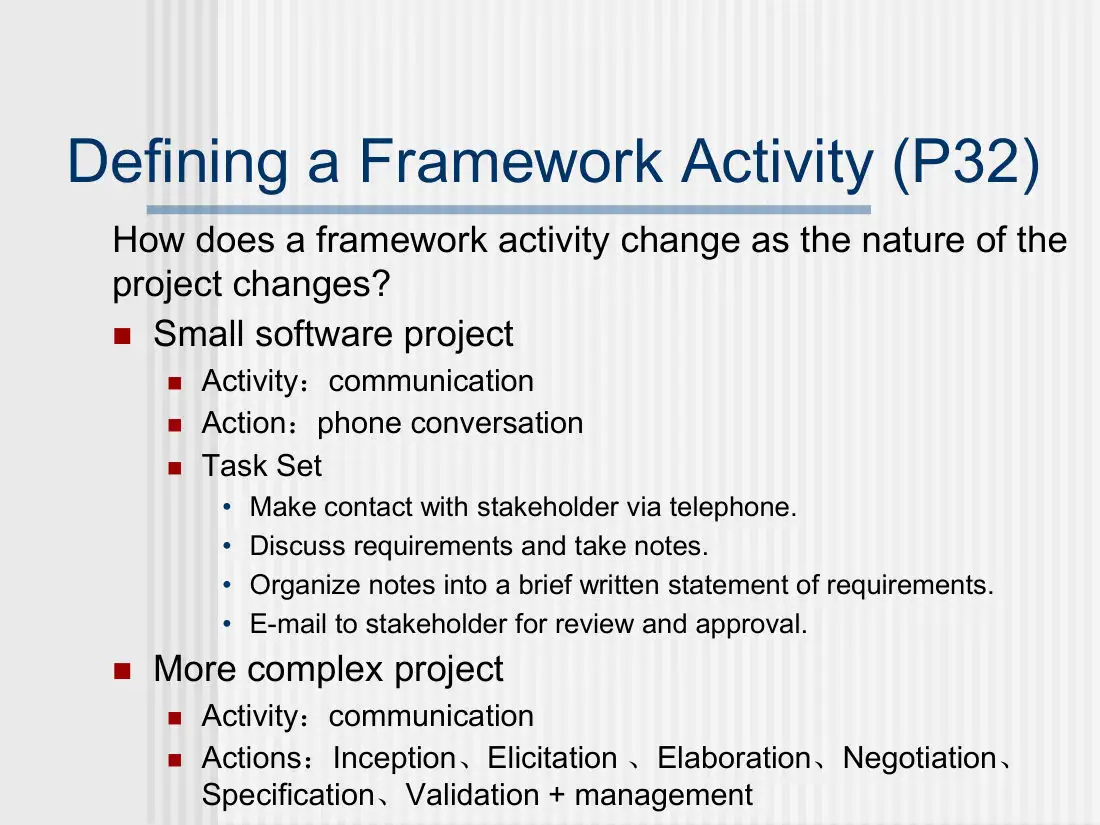 Defining a Framework Activity (P32)
How does a framework activity change as the nature of the
project changes?
■ Small software project
■ Activity：communication
■ Action：phone conversation
■ Task Set
• Make contact with stakeholder via telephone.
• Discuss requirements and take notes.
• Organize notes into a brief written statement of requirements.
• E-mail to stakeholder for review and approval.
■ More complex project
■ Activity：communication
■ Actions：Inception、Elicitation 、Elaboration、Negotiation、
Specification、Validation + management